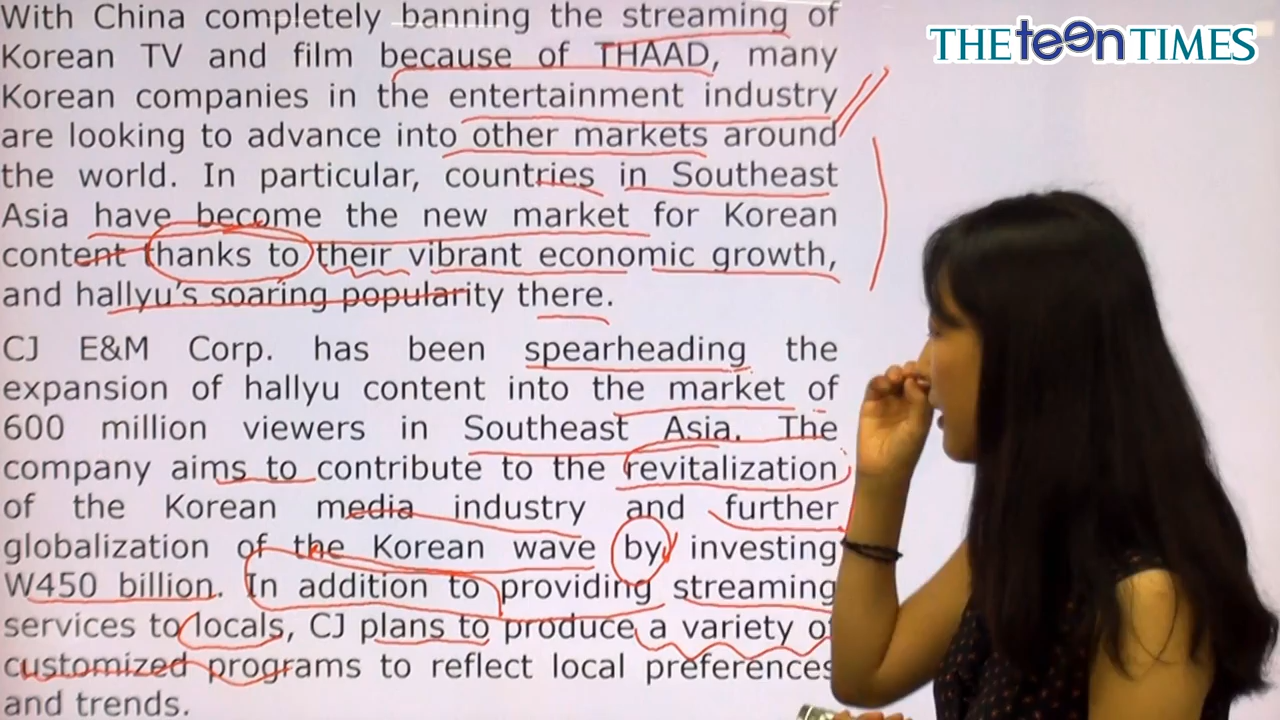 THE teen TIMES
With China completely banning the streaming of
Korean TV and film because of THAAD, many
Korean companies in the entertainment industry
are looking to advance into other markets around
the world. In particular, countries in Southeast
Asia have become the new market for Korean
content thanks to their vibrant economic growth,
and hallyu's soaring popularity there.
CJ E&M Corp. has been spearheading the
expansion of hallyu content into the market of
600 million viewers in Southeast Asia. The
company aims to contribute to the revitalization
of the Korean media industry and further
globalization of the Korean wave by investing
W450 billion. In addition to providing streaming
services to locals, CJ plans to produce a variety of
customized programs to reflect local preferences
and trends.